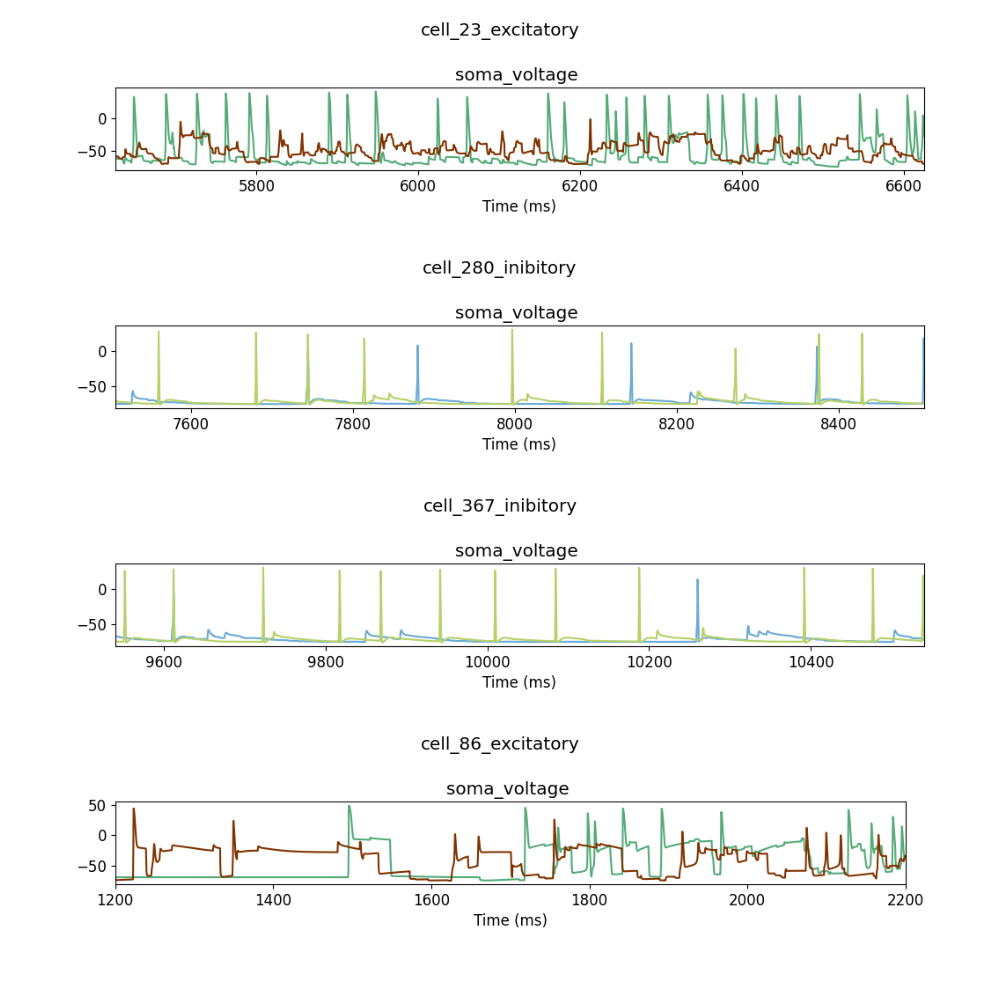 cell_23_excitatory
soma_voltage
0
−50
5800 6000 6200 6400 6600
Time (ms)
cell_280_inibitory
soma_voltage
0
−50
7600 7800 8000 8200 8400
Time (ms)
cell_367_inibitory
soma_voltage
0
−50
9600 9800 10000 10200 10400
Time (ms)
cell_86_excitatory
soma_voltage
50
0
−50
1200 1400 1600 1800 2000 2200
Time (ms)